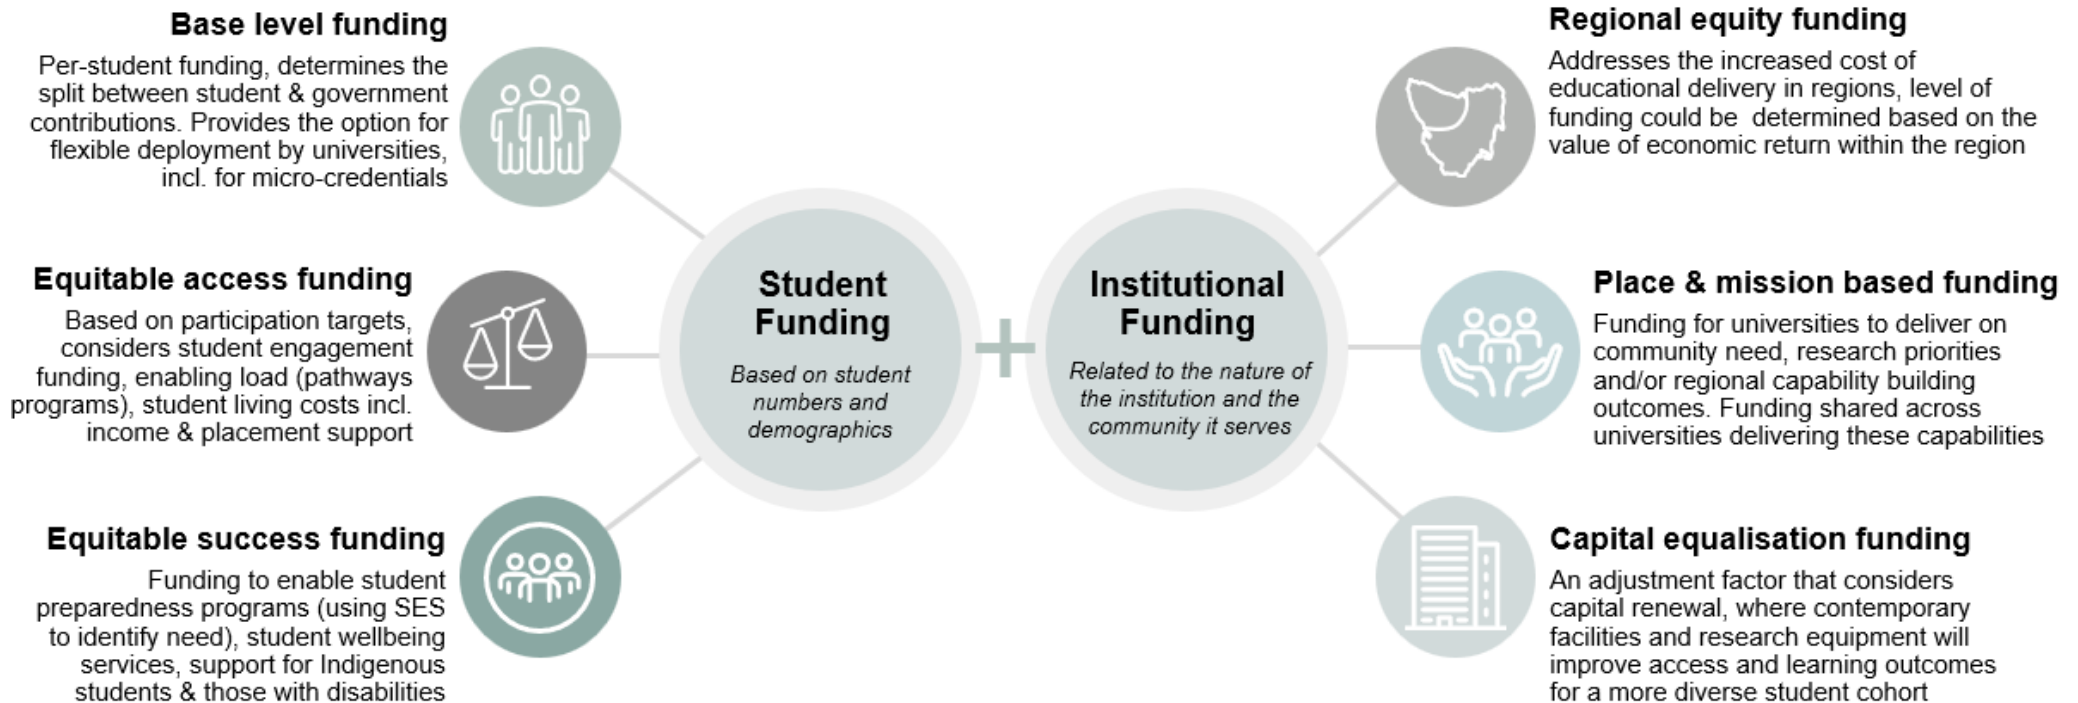 Base level funding
Per-student funding, determines the
split between student & government
contributions. Provides the option for
flexible deployment by universities,
incl. for micro-credentials
Equitable access funding
Based on participation targets,
considers student engagement
funding, enabling load (pathways
programs), student living costs incl.
income & placement support
Equitable success funding
Funding to enable student
preparedness programs (using SES
to identify need), student wellbeing
services, support for Indigenous
students & those with disabilities
Student
Funding
Based on student
numbers and
demographics
+
Institutional
Funding
Related to the nature of
the institution and the
community it serves
Regional equity funding
Addresses the increased cost of
educational delivery in regions, level of
funding could be  determined based on the
value of economic return within the region
Place & mission based funding
Funding for universities to deliver on
community need, research priorities
and/or regional capability building
outcomes. Funding shared across
universities delivering these capabilities
Capital equalisation funding
An adjustment factor that considers
capital renewal, where contemporary
facilities and research equipment will
improve access and learning outcomes
for a more diverse student cohort